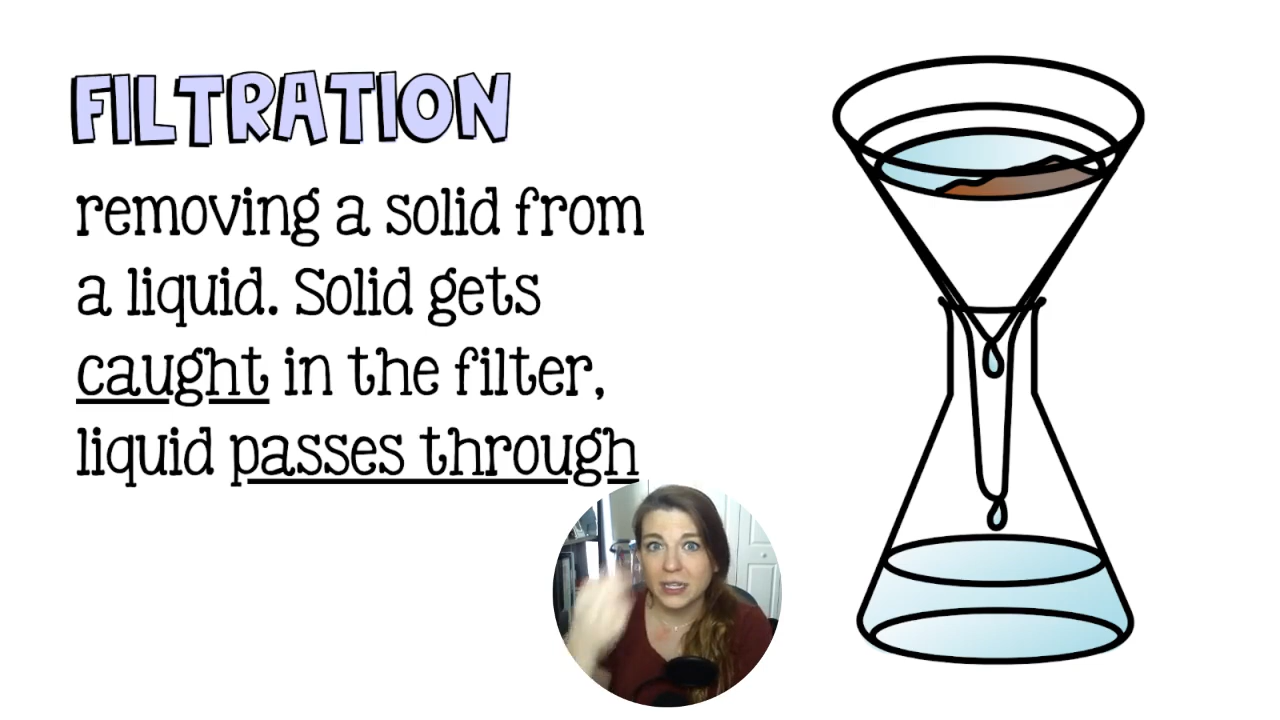 FILTRATION
removing a solid from
a liquid. Solid gets
caught in the filter,
liquid passes through